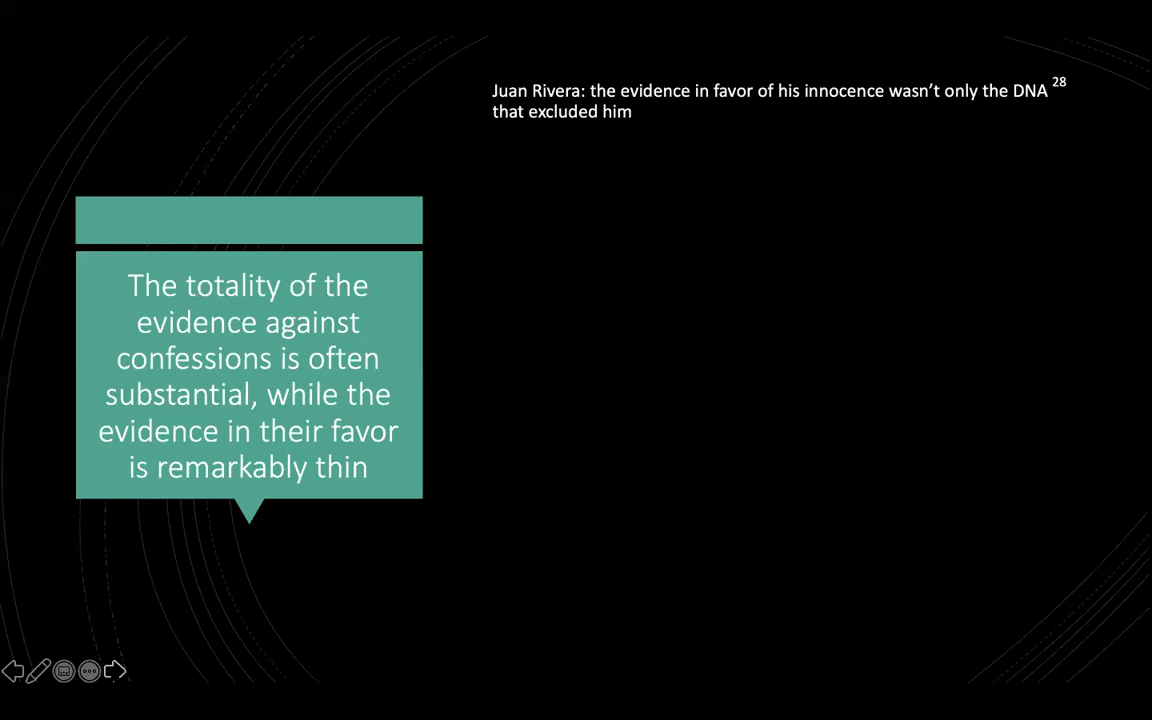 Juan Rivera: the evidence in favor of his innocence wasn't only the DNA 28
that excluded him
The totality of the
evidence against
confessions is often
substantial, while the
evidence in their favor
is remarkably thin